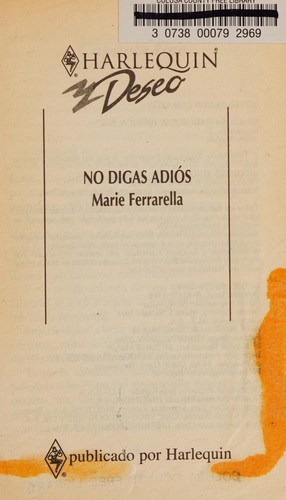 COLUSA COUNTY FREE LIBRARY
3 0738 00079 2969
HARLEQUIN
Deseo
NO DIGAS ADIÓS
Marie Ferrarella
publicado por Harlequin